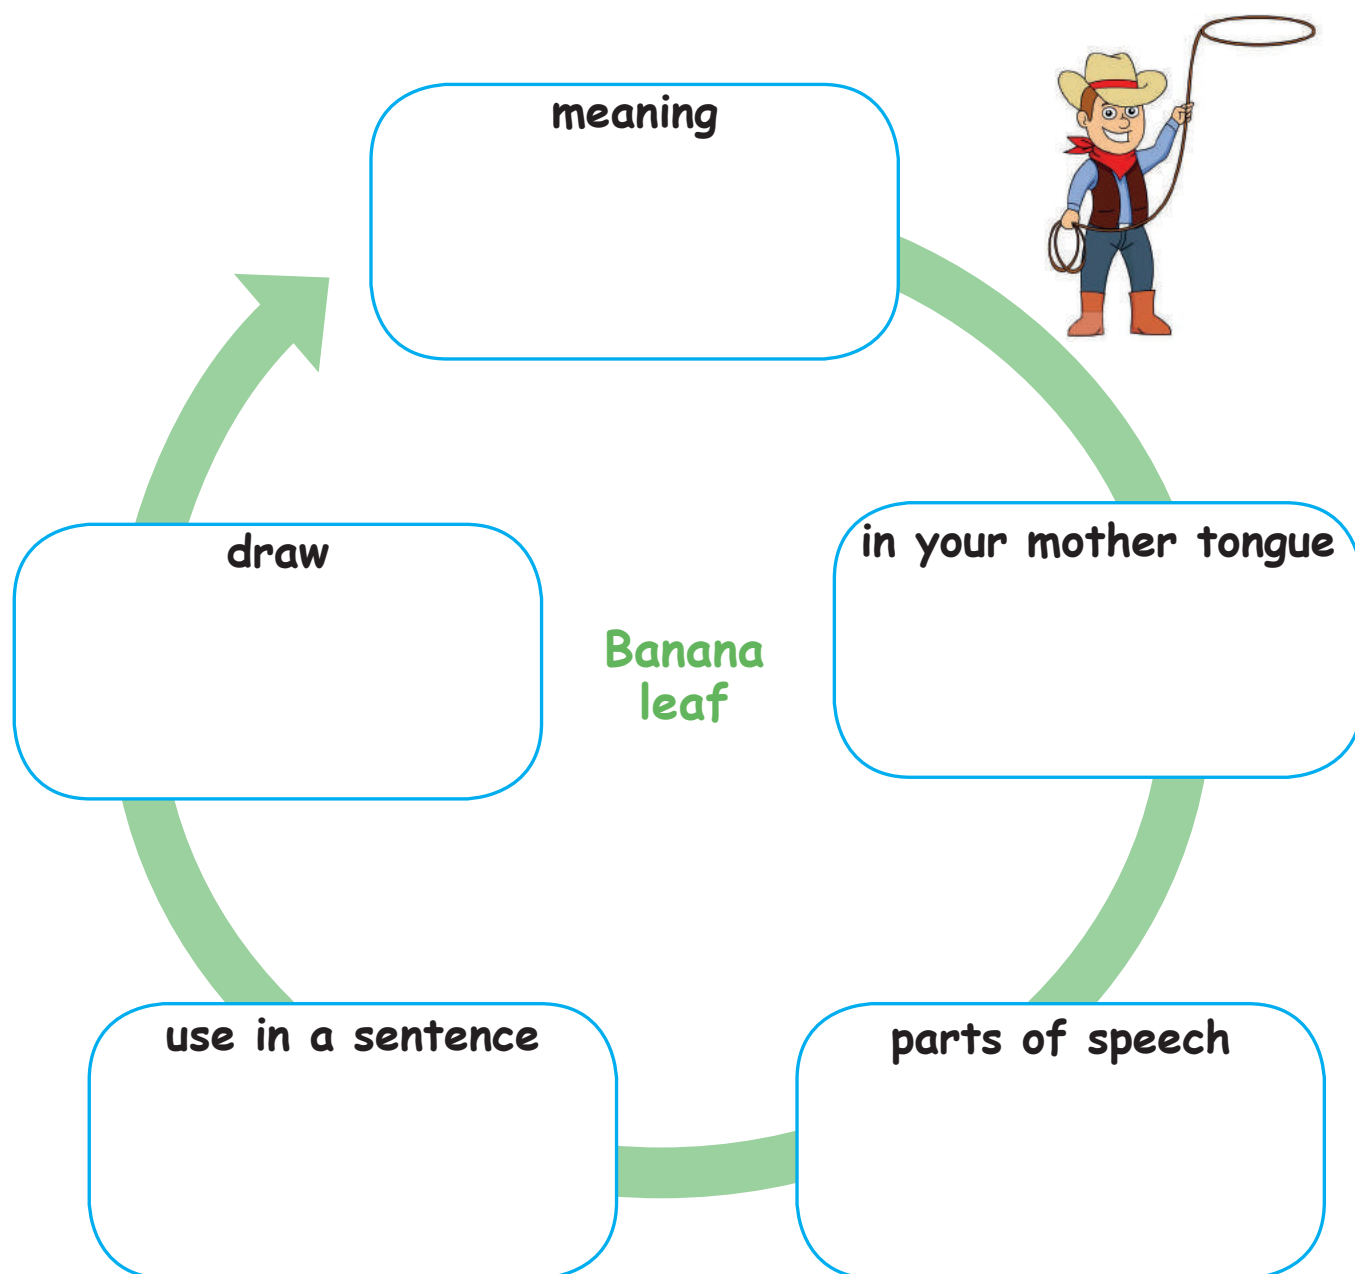 meaning
in your mother tongue
draw
Banana
leaf
use in a sentence
parts of speech